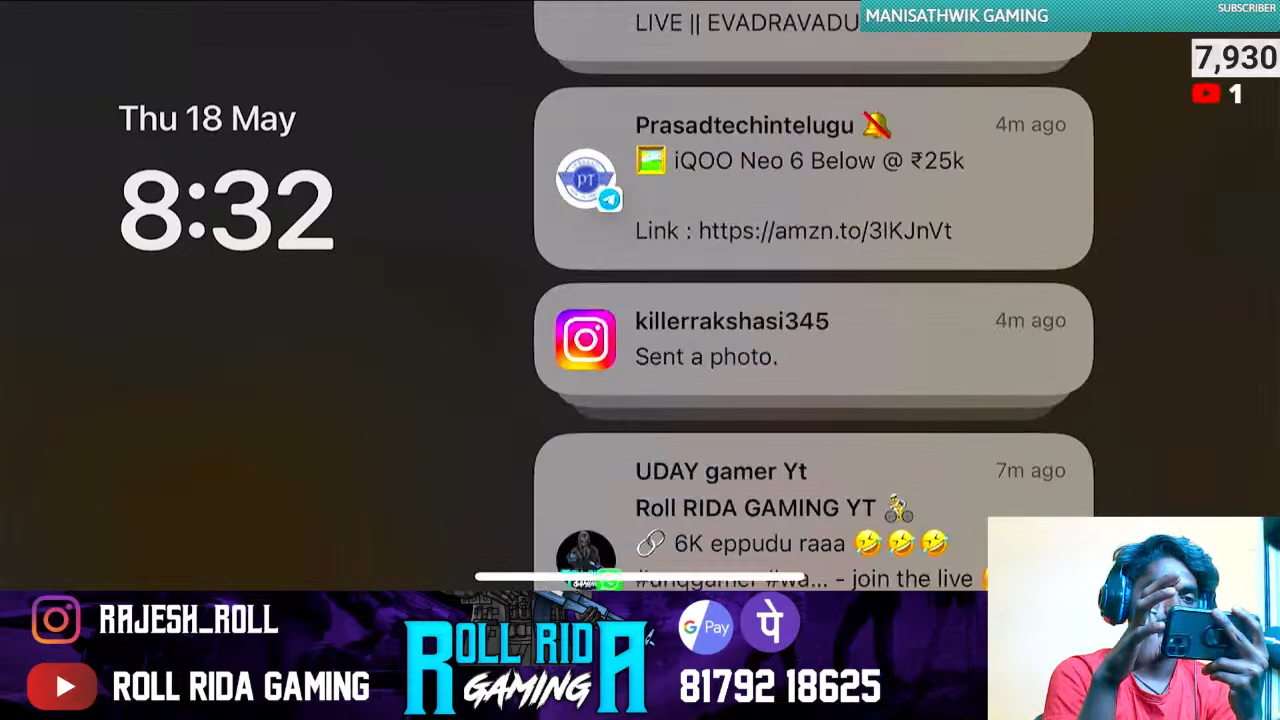 LIVE || EVADRAVADU
MANISATHWIK GAMING
SUBSCRIBER
7,930
1
Thu 18 May
8:32
Prasadtechintelugu 🔕
4m ago
🖼️ iQOO Neo 6 Below @ ₹25k
PT
Link : https://amzn.to/3IKJnVt
killerrakshasi345
4m ago
Sent a photo.
UDAY gamer Yt
7m ago
Roll RIDA GAMING YT 🚴
🔗 6K eppudu raaa 🤣🤣🤣
- join the live
RAJESH_ROLL
ROLL RIDA GAMING
ROLL RIDA
GAMING
G Pay
पे
81792 18625